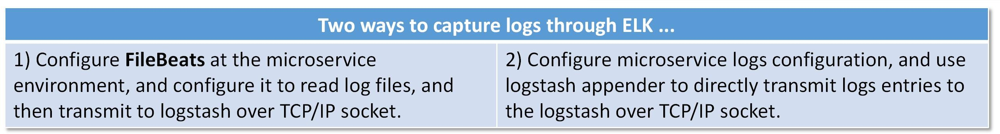 Two ways to capture logs through ELK ...
1) Configure FileBeats at the microservice
environment, and configure it to read log files, and
then transmit to logstash over TCP/IP socket.
2) Configure microservice logs configuration, and use
logstash appender to directly transmit logs entries to
the logstash over TCP/IP socket.